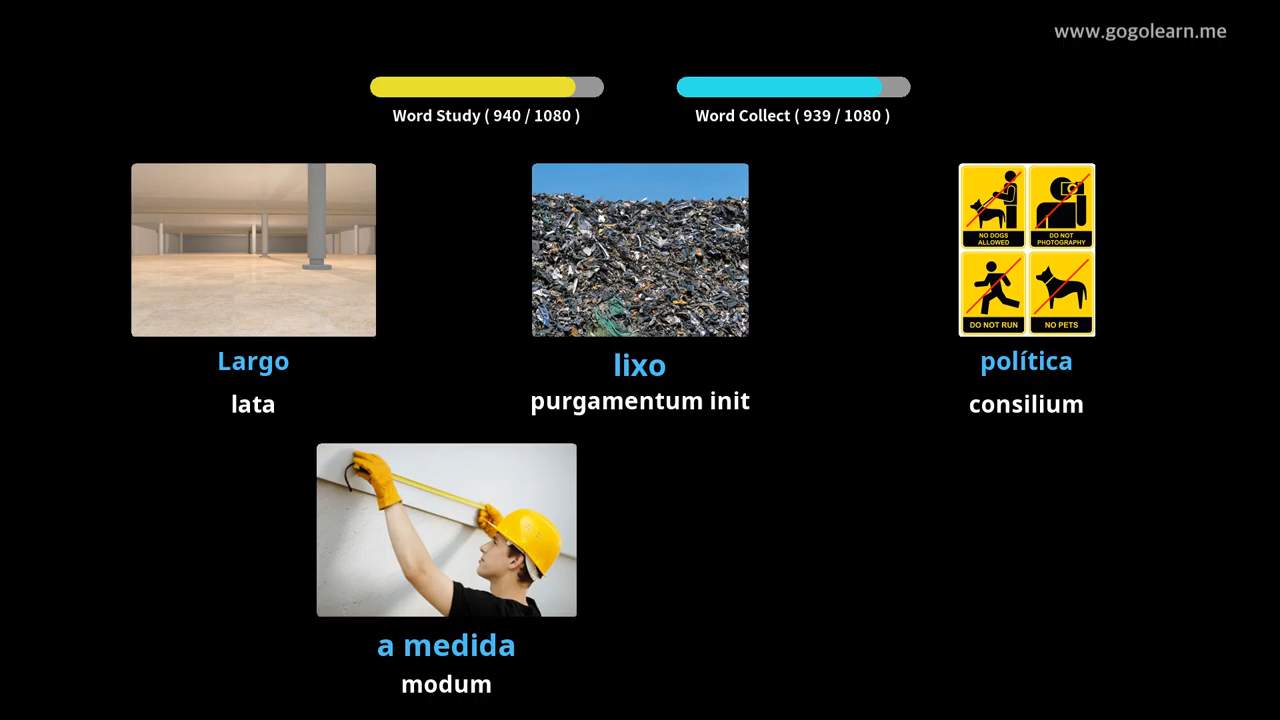 www.gogolearn.me
Word Study ( 940 / 1080 )
Word Collect ( 939 / 1080 )
NO DOGS
ALLOWED
DO NOT
PHOTOGRAPHY
DO NOT RUN
NO PETS
Largo
lixo
política
lata
purgamentum init
consilium
a medida
modum